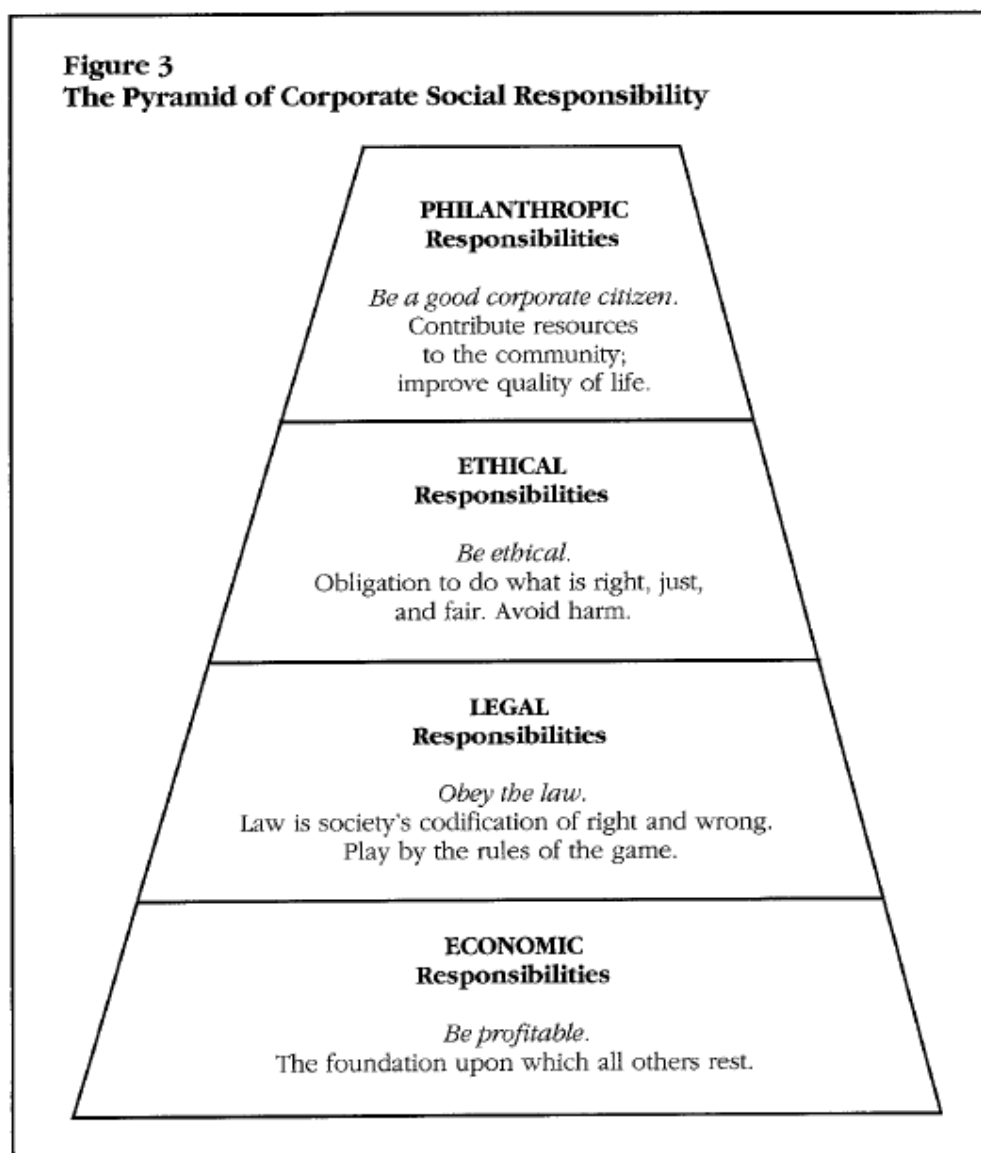 Figure 3
The Pyramid of Corporate Social Responsibility
PHILANTHROPIC
Responsibilities
Be a good corporate citizen.
Contribute resources
to the community;
improve quality of life.
ETHICAL
Responsibilities
Be ethical.
Obligation to do what is right, just,
and fair. Avoid harm.
LEGAL
Responsibilities
Obey the law.
Law is society's codification of right and wrong.
Play by the rules of the game.
ECONOMIC
Responsibilities
Be profitable.
The foundation upon which all others rest.